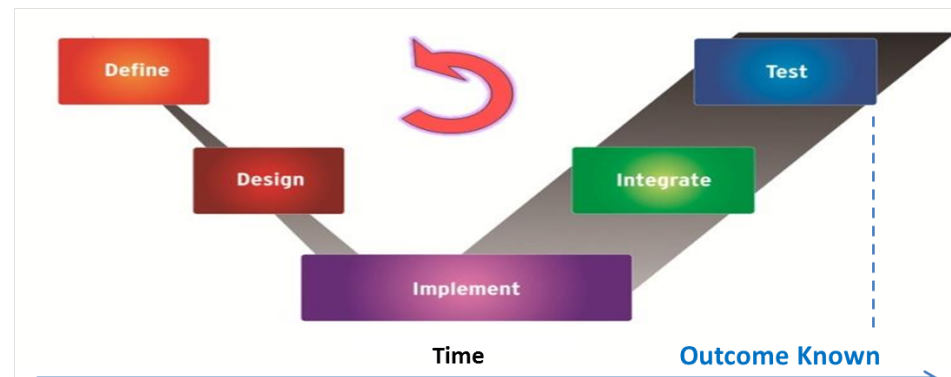 Define
Test
Design
Integrate
Implement
Time
Outcome Known